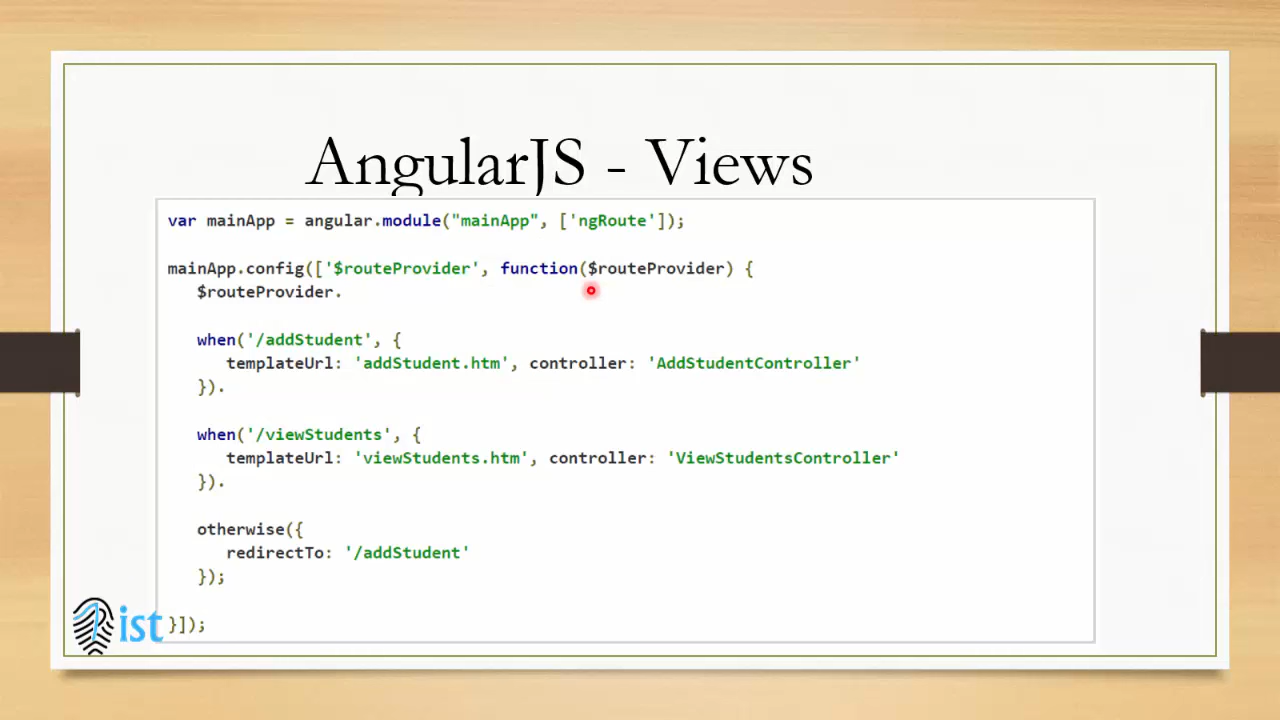 AngularJS - Views
var mainApp = angular.module("mainApp", ['ngRoute']);
mainApp.config(['$routeProvider', function($routeProvider) {
$routeProvider.
when('/addStudent', {
templateUrl: 'addStudent.htm', controller: 'AddStudentController'
}).
when('/viewStudents', {
templateUrl: 'viewStudents.htm', controller: 'ViewStudentsController'
}).
otherwise({
redirectTo: '/addStudent'
});
}]);
ist